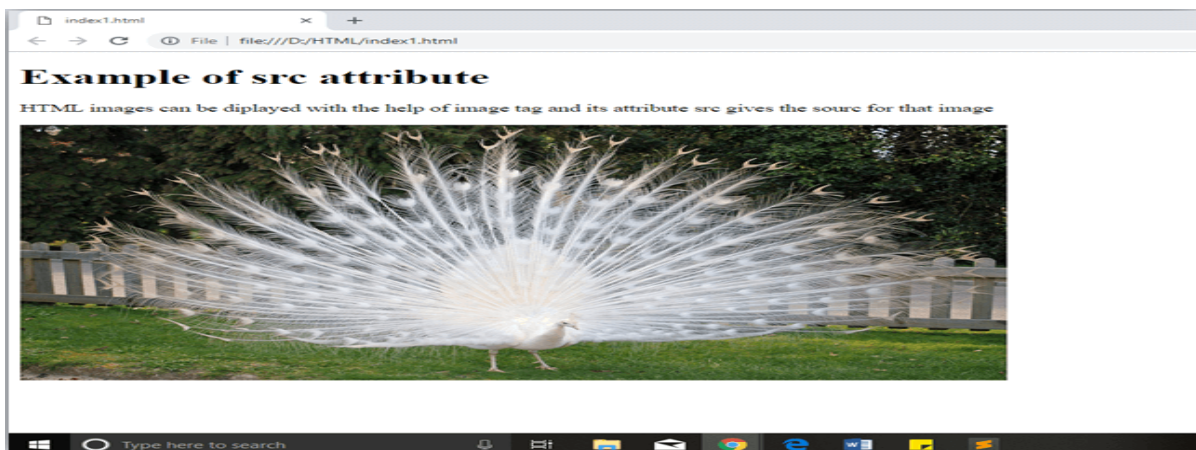 index1.html
File | file:///D:/HTML/index1.html
Example of src attribute
HTML images can be diplayed with the help of image tag and its attribute src gives the sourc for that image
Type here to search